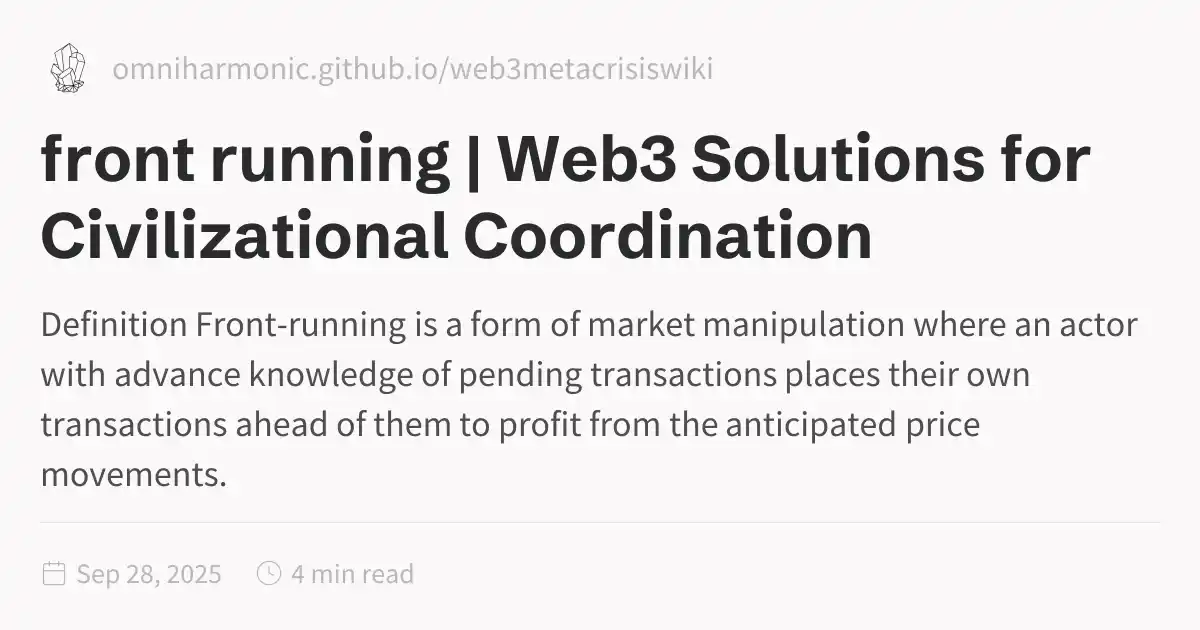 omniharmonic.github.io/web3metacrisiswiki
front running | Web3 Solutions for
Civilizational Coordination
Definition Front-running is a form of market manipulation where an actor
with advance knowledge of pending transactions places their own
transactions ahead of them to profit from the anticipated price
movements.
Sep 28, 2025 4 min read